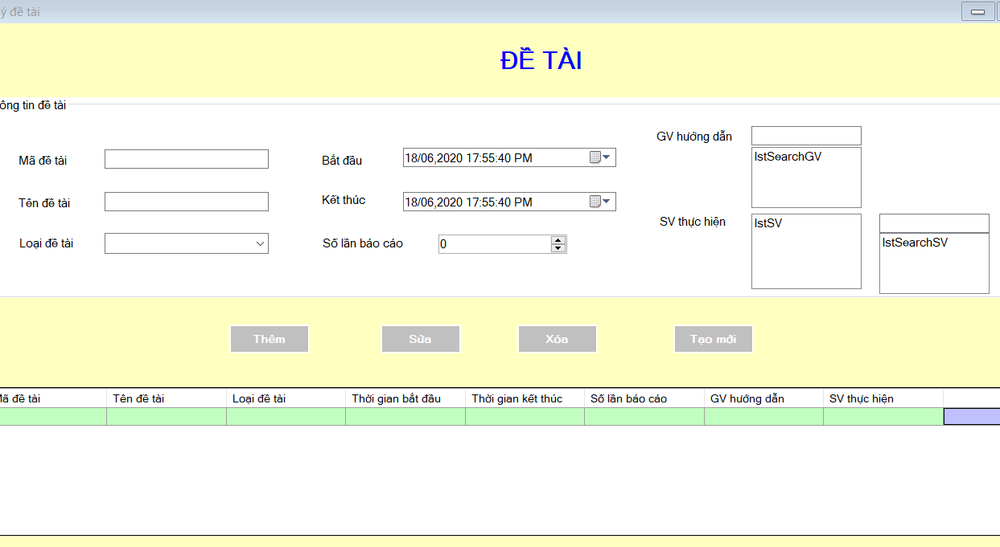 ý đề tài
ĐỀ TÀI
ông tin đề tài
Mã đề tài
Bắt đầu
18/06,2020 17:55:40 PM
GV hướng dẫn
lstSearchGV
Tên đề tài
Kết thúc
18/06,2020 17:55:40 PM
Loại đề tài
Số lần báo cáo
0
SV thực hiện
lstSV
lstSearchSV
Thêm
Sửa
Xóa
Tạo mới
Mã đề tài
Tên đề tài
Loại đề tài
Thời gian bắt đầu
Thời gian kết thúc
Số lần báo cáo
GV hướng dẫn
SV thực hiện